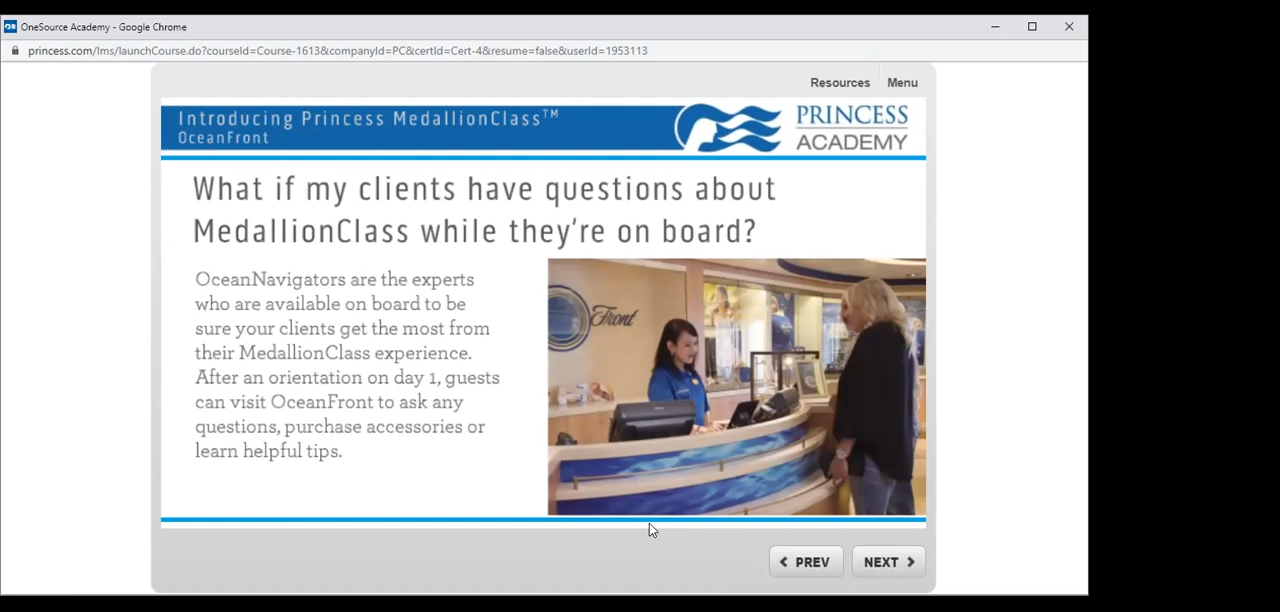 OneSource Academy - Google Chrome
princess.com/lms/launchCourse.do?courseId=Course-1613&companyId=PC&certId=Cert-4&resume=false&userId=1953113
Resources Menu
Introducing Princess MedallionClass™
OceanFront
PRINCESS
ACADEMY
What if my clients have questions about
MedallionClass while they're on board?
OceanNavigators are the experts
who are available on board to be
sure your clients get the most from
their MedallionClass experience.
After an orientation on day 1, guests
can visit OceanFront to ask any
questions, purchase accessories or
learn helpful tips.
Front
PREV
NEXT